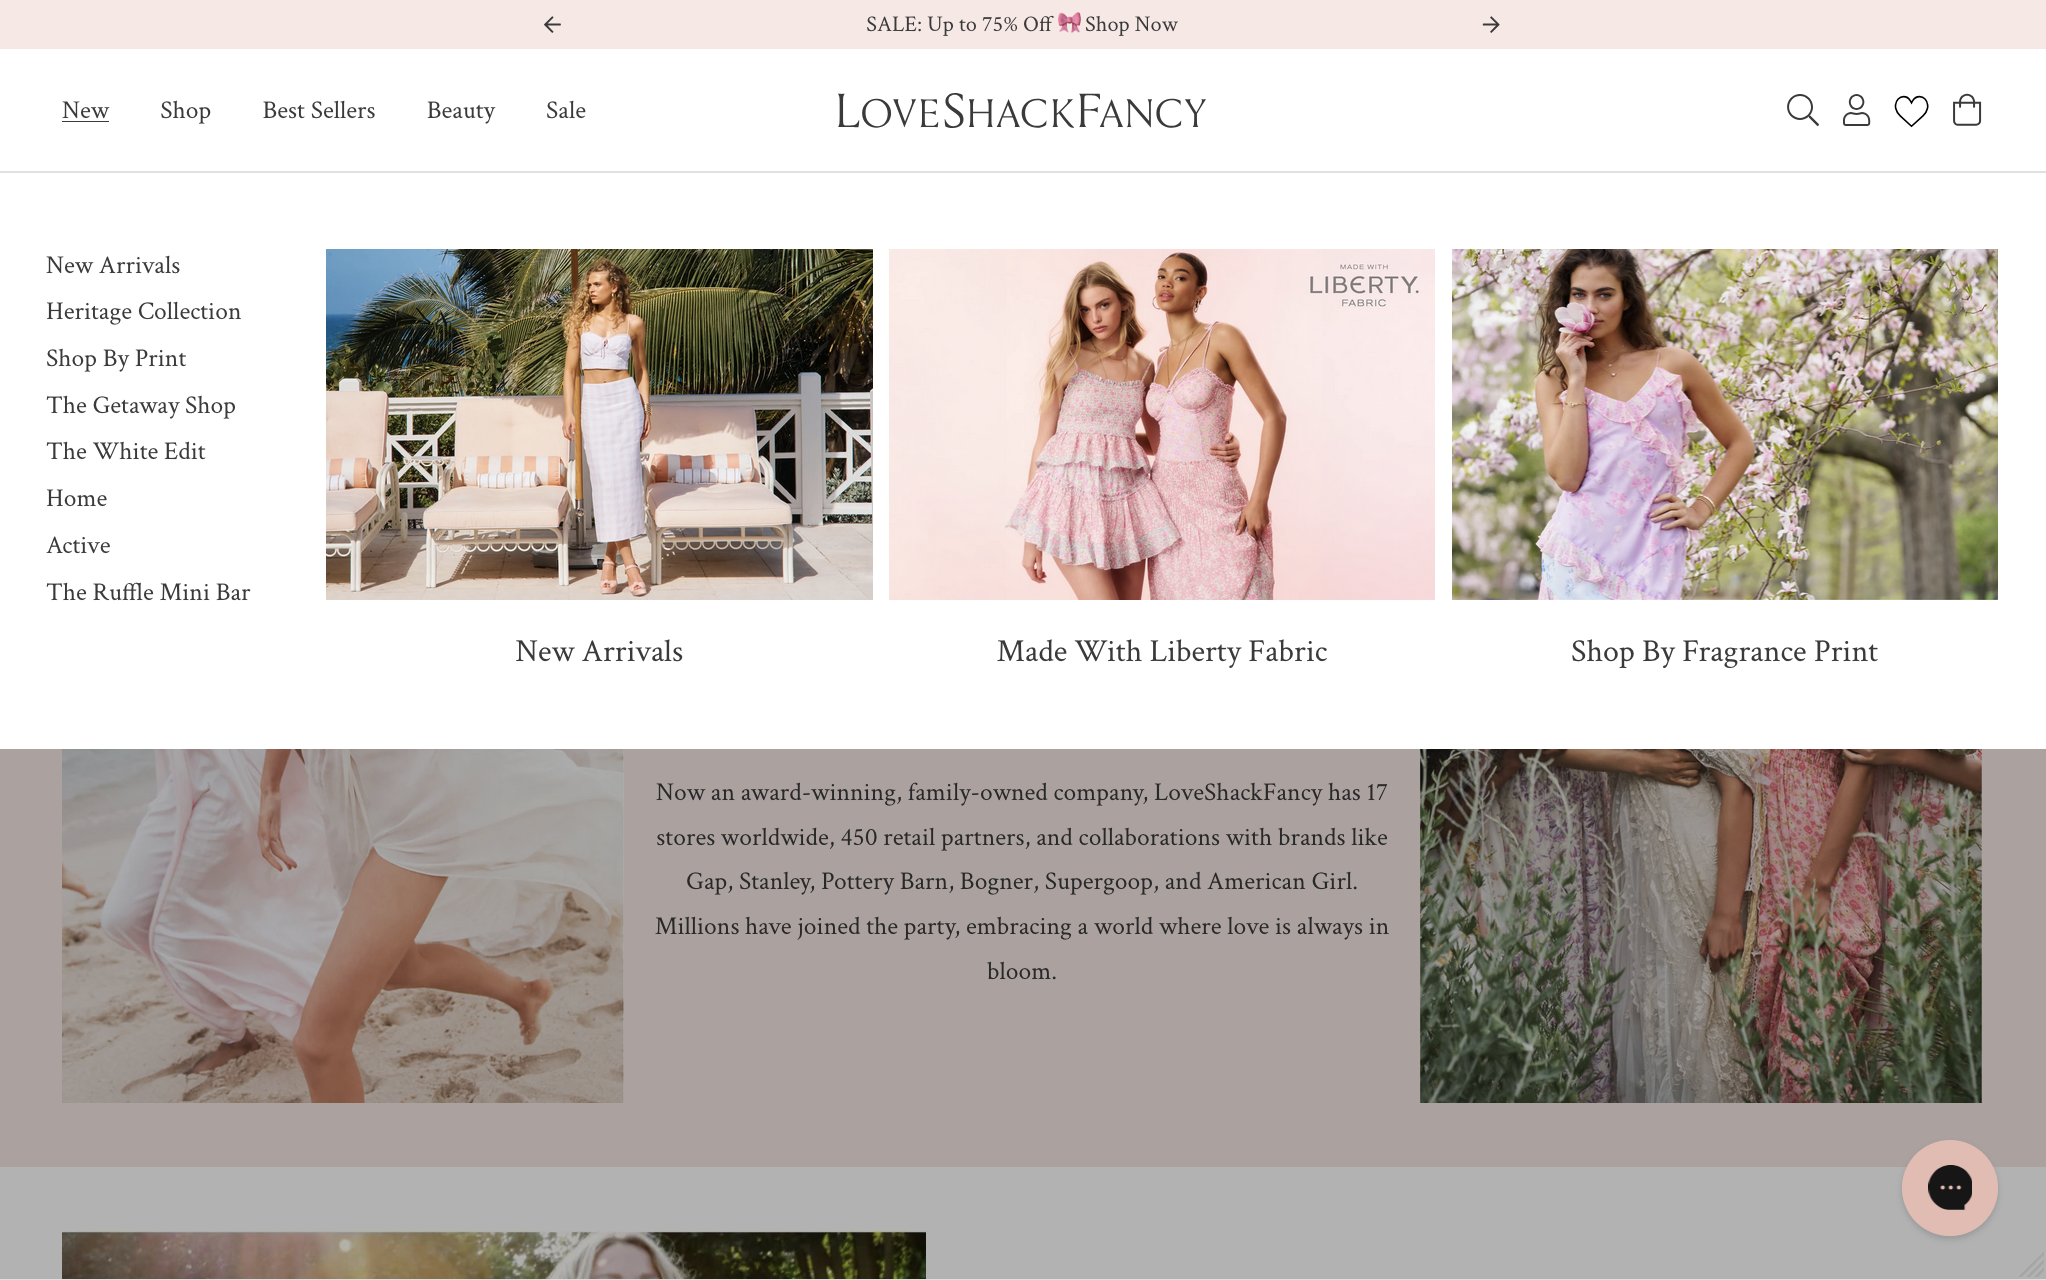 SALE: Up to 75% Off 🎀 Shop Now
New
Shop
Best Sellers
Beauty
Sale
LOVESHACKFANCY
New Arrivals
Heritage Collection
Shop By Print
The Getaway Shop
The White Edit
Home
Active
The Ruffle Mini Bar
MADE WITH
LIBERTY.
FABRIC
New Arrivals
Made With Liberty Fabric
Shop By Fragrance Print
Now an award-winning, family-owned company, LoveShackFancy has 17
stores worldwide, 450 retail partners, and collaborations with brands like
Gap, Stanley, Pottery Barn, Bogner, Supergoop, and American Girl.
Millions have joined the party, embracing a world where love is always in
bloom.